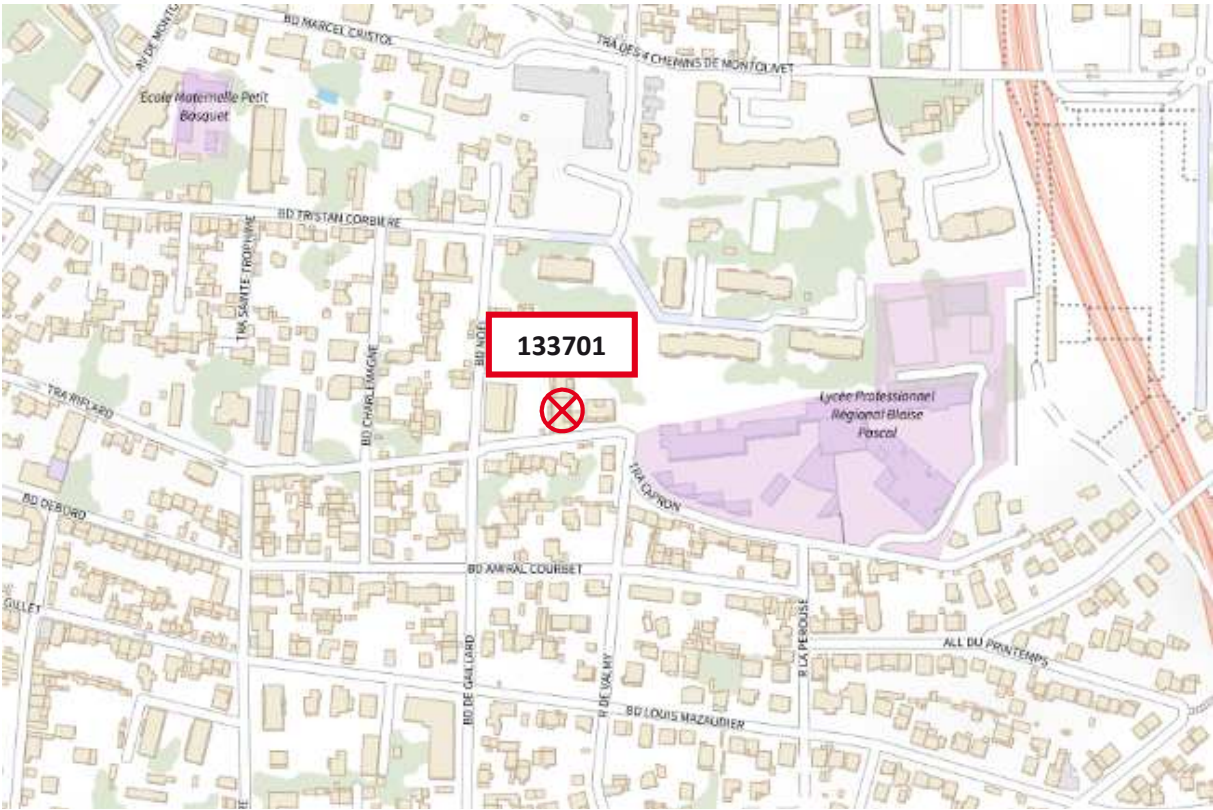 BD MARCEL CRISTOL
AV DE MONTO
TRA DES 4 CHEMINS DE MONTOLIVET
Ecole Maternelle Petit
Bosquet
BD TRISTAN CORBIERE
TRA SAINTE-TROPHIME
BD CHARLEMAGNE
BD NOEL
133701
TRA RIFLARD
Lycée Professionnel
Régional Blaise
Pascal
TRA CAPRON
BD DEBORD
BD AMIRAL COURBET
GILLET
BD DE GAILLARD
R DE VALMY
R LA PEROUSE
ALL DU PRINTEMPS
BD LOUIS MAZAUDIER
RE